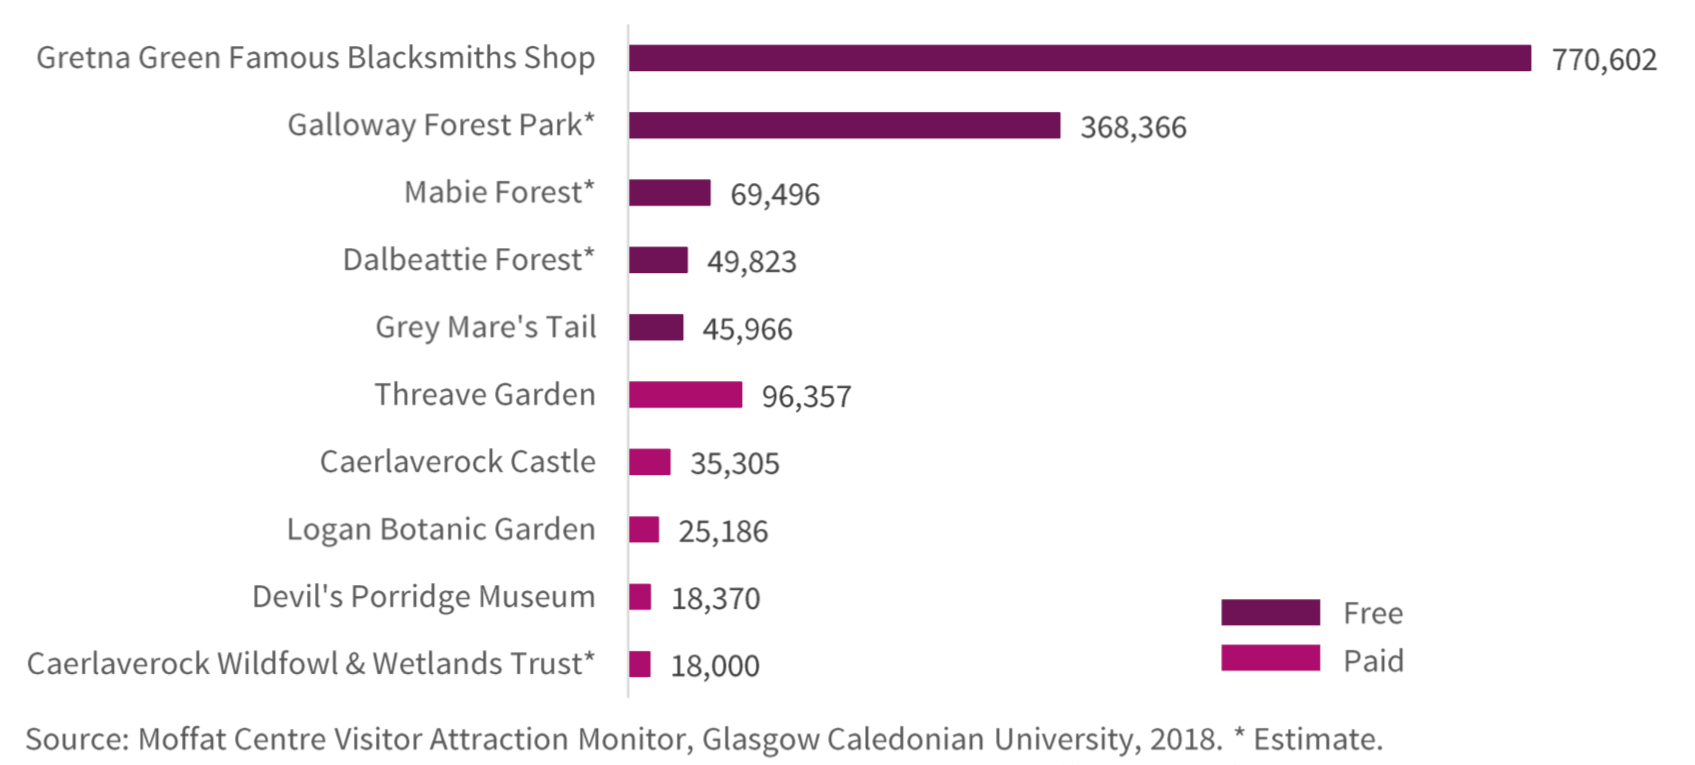 Gretna Green Famous Blacksmiths Shop 770,602
Galloway Forest Park* 368,366
Mabie Forest* 69,496
Dalbeattie Forest* 49,823
Grey Mare's Tail 45,966
Threave Garden 96,357
Caerlaverock Castle 35,305
Logan Botanic Garden 25,186
Devil's Porridge Museum 18,370
Caerlaverock Wildfowl & Wetlands Trust* 18,000
Free
Paid
Source: Moffat Centre Visitor Attraction Monitor, Glasgow Caledonian University, 2018. * Estimate.